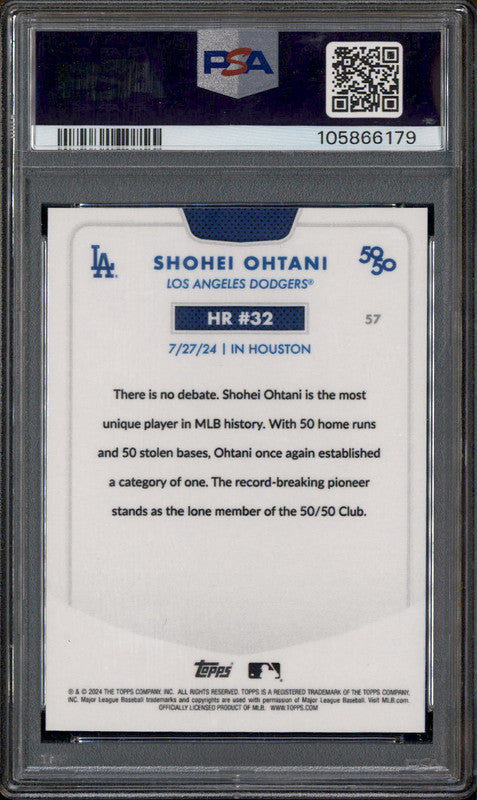 PSA
105866179
LA
SHOHEI OHTANI
50
50
LOS ANGELES DODGERS®
HR #32
57
7/27/24 | IN HOUSTON
There is no debate. Shohei Ohtani is the most
unique player in MLB history. With 50 home runs
and 50 stolen bases, Ohtani once again established
a category of one. The record-breaking pioneer
stands as the lone member of the 50/50 Club.
Topps
® & © 2024 THE TOPPS COMPANY, INC. ALL RIGHTS RESERVED. TOPPS IS A REGISTERED TRADEMARK OF THE TOPPS COMPANY,
INC. Major League Baseball trademarks and copyrights are used with permission of Major League Baseball. Visit MLB.com.
OFFICIALLY LICENSED PRODUCT OF MLB. WWW.TOPPS.COM
PSA